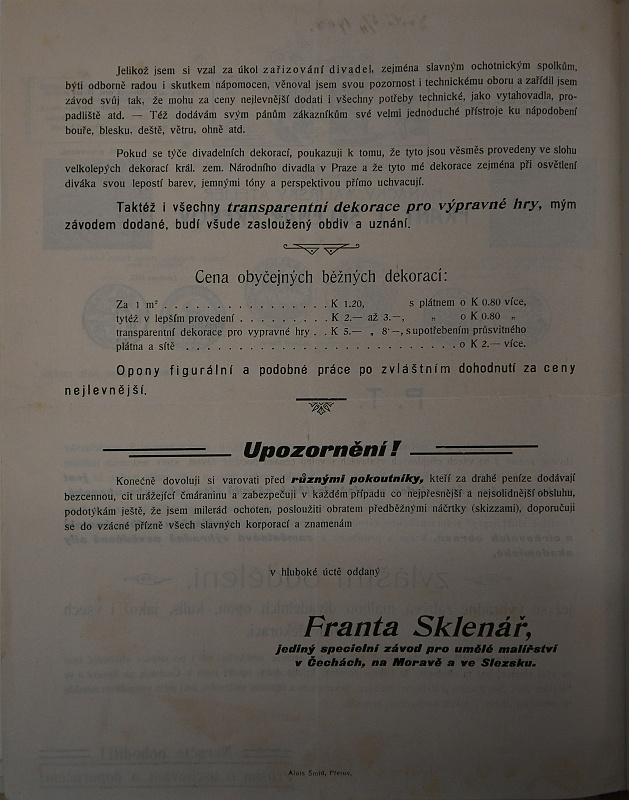 Jelikož jsem si vzal za úkol zařizování divadel, zejména slavným ochotnickým spolkům,
býti odborně radou i skutkem nápomocen, věnoval jsem svou pozornost i technickému oboru a zařídil jsem
závod svůj tak, že mohu za ceny nejlevnější dodati i všechny potřeby technické, jako vytahovadla, pro-
padliště atd. — Též dodávám svým pánům zákazníkům své velmi jednoduché přístroje ku napodobení
bouře, blesku, deště, větru, ohně atd.
Pokud se týče divadelních dekorací, poukazuji k tomu, že tyto jsou věsměs provedeny ve slohu
velkolepých dekorací král. zem. Národního divadla v Praze a že tyto mé dekorace zejména při osvětlení
diváka svou lepostí barev, jemnými tóny a perspektivou přímo uchvacují.
Taktéž i všechny transparentní dekorace pro výpravné hry, mým
závodem dodané, budí všude zasloužený obdiv a uznání.
Cena obyčejných běžných dekorací:
Za 1 m² . . . . . . . . . . . . . . . . K 1.20, s plátnem o K 0.80 více,
tytéž v lepším provedení . . . . . . . . . K 2.— až 3.—, „ o K 0.80 „
transparentní dekorace pro vypravné hry . . K 5.— „ 8·—, s upotřebením průsvitného
plátna a sítě . . . . . . . . . . . . . . . . . . . . . . . . . . . o K 2.— více.
Opony figurální a podobné práce po zvláštním dohodnutí za ceny
nejlevnější.
Upozornění!
Konečně dovoluji si varovati před různými pokoutníky, kteří za drahé peníze dodávají
bezcennou, cit urážející čmáraninu a zabezpečuji v každém případu co nejpřesnější a nejsolidnější obsluhu,
podotýkám ještě, že jsem milerád ochoten, posloužiti obratem předběžnými náčrtky (skizzami), doporučuji
se do vzácné přízně všech slavných korporací a znamenám
v hluboké úctě oddaný
Franta Sklenář,
jediný specielní závod pro umělé malířství
v Čechách, na Moravě a ve Slezsku.
Alois Šmíd, Přerov.